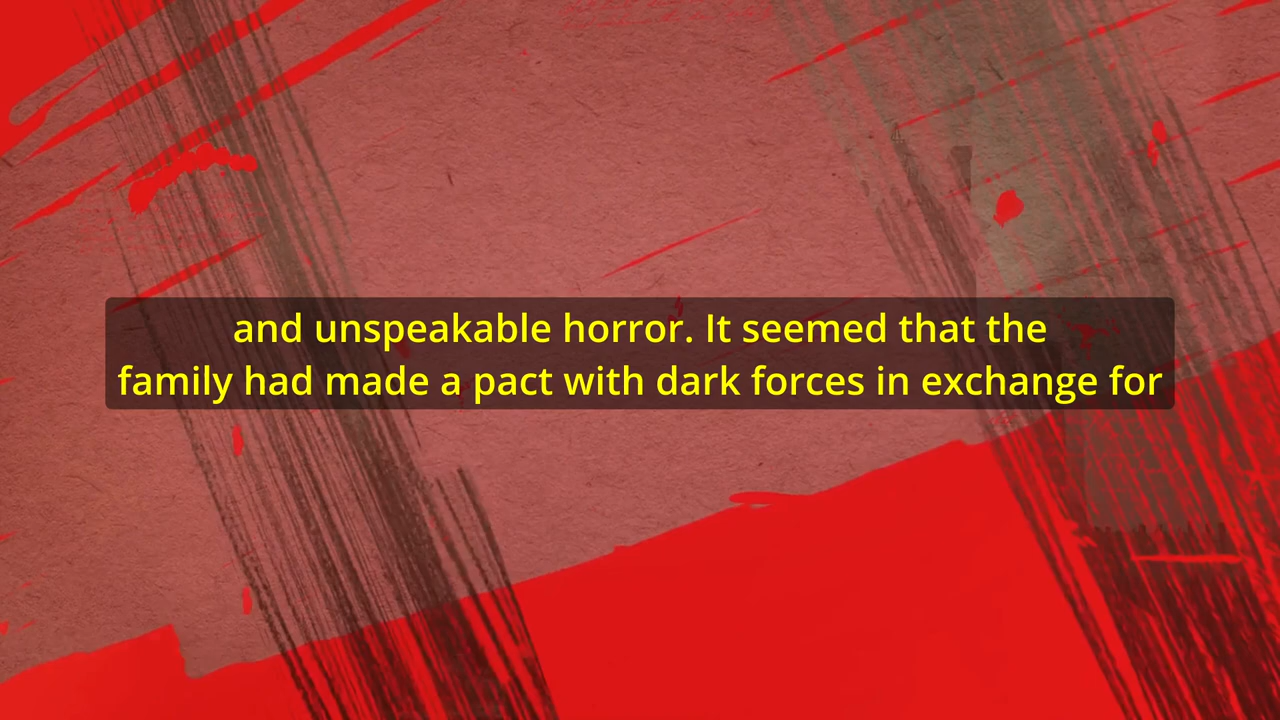 and unspeakable horror. It seemed that the
family had made a pact with dark forces in exchange for